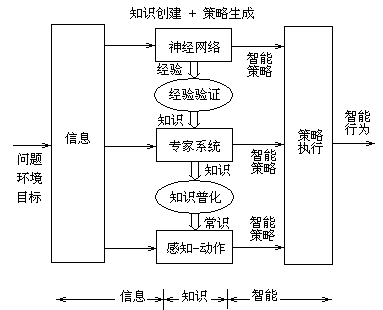 知识创建 + 策略生成
神经网络
经验
智能
策略
经验验证
知识
信息
专家系统
智能
策略
策略
执行
智能
行为
问题
环境
目标
知识
知识普化
常识
感知-动作
智能
策略
信息
知识
智能